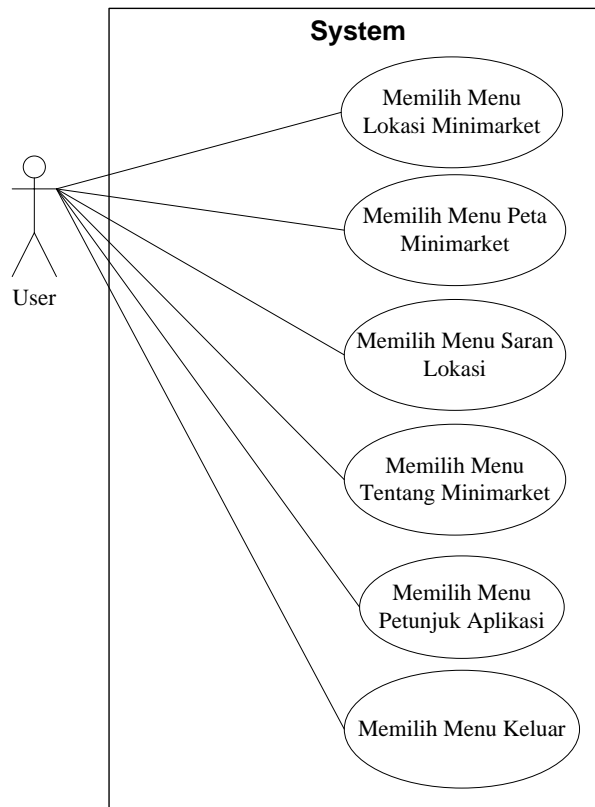 System
Memilih Menu
Lokasi Minimarket
Memilih Menu Peta
Minimarket
User
Memilih Menu Saran
Lokasi
Memilih Menu
Tentang Minimarket
Memilih Menu
Petunjuk Aplikasi
Memilih Menu Keluar